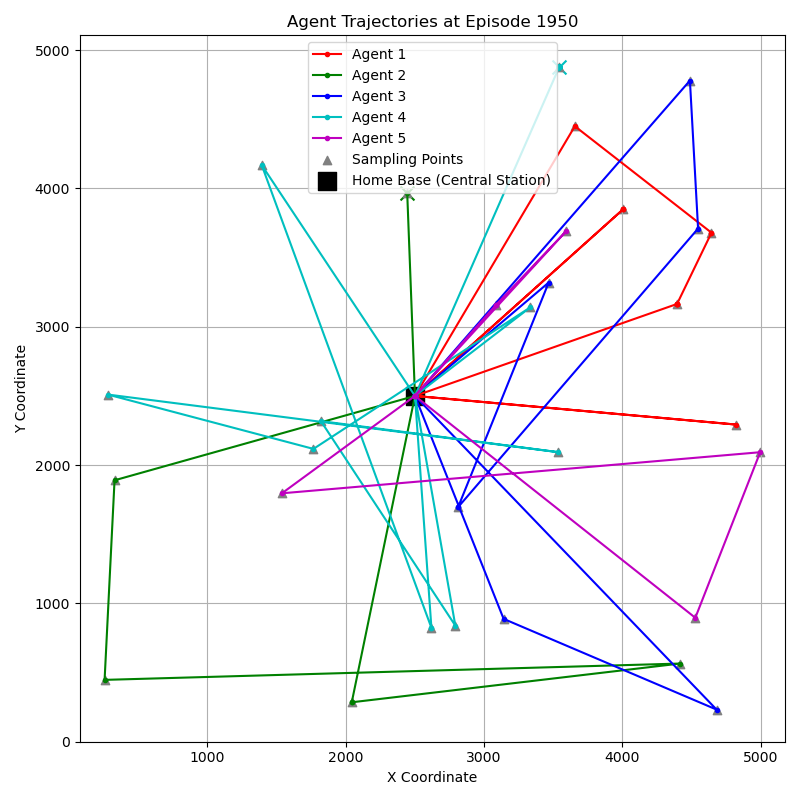 Agent Trajectories at Episode 1950
Agent 1
Agent 2
Agent 3
Agent 4
Agent 5
Sampling Points
Home Base (Central Station)
5000
4000
3000
2000
1000
0
Y Coordinate
1000
2000
3000
4000
5000
X Coordinate